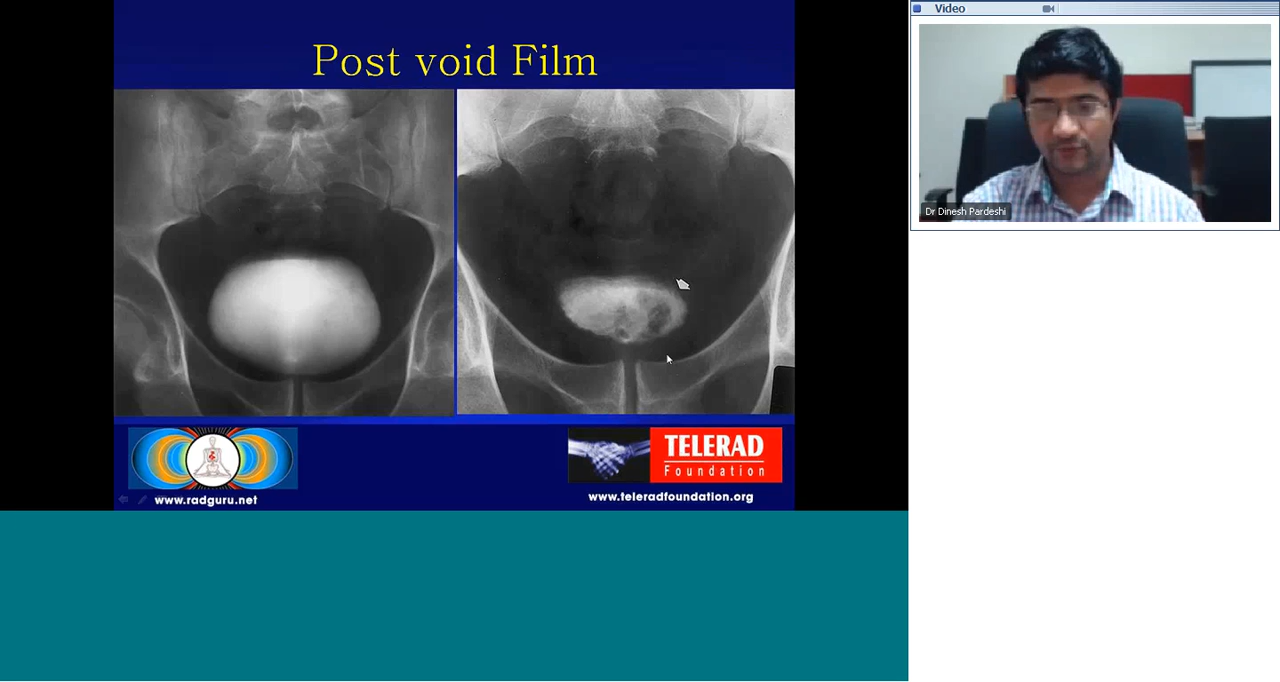 Post void Film
TELERAD
Foundation
www.radguru.net
www.teleradfoundation.org
Video
Dr Dinesh Pardeshi